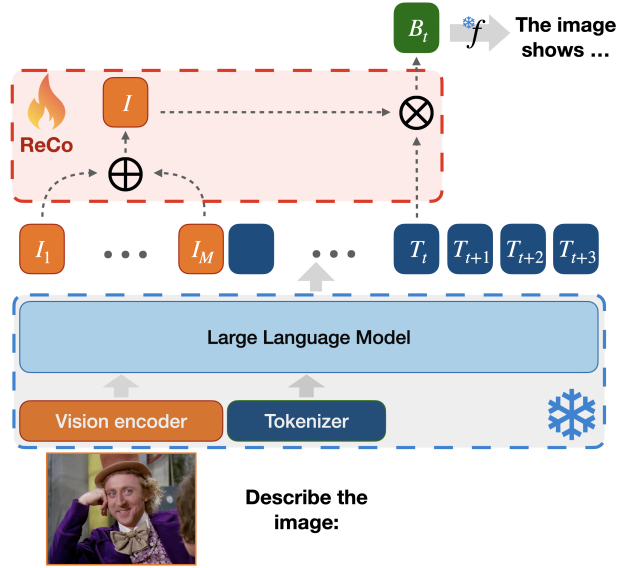 B_t
f
The image
shows ...
I
ReCo
I_1
...
I_M
...
T_t
T_{t+1}
T_{t+2}
T_{t+3}
Large Language Model
Vision encoder
Tokenizer
Describe the
image: